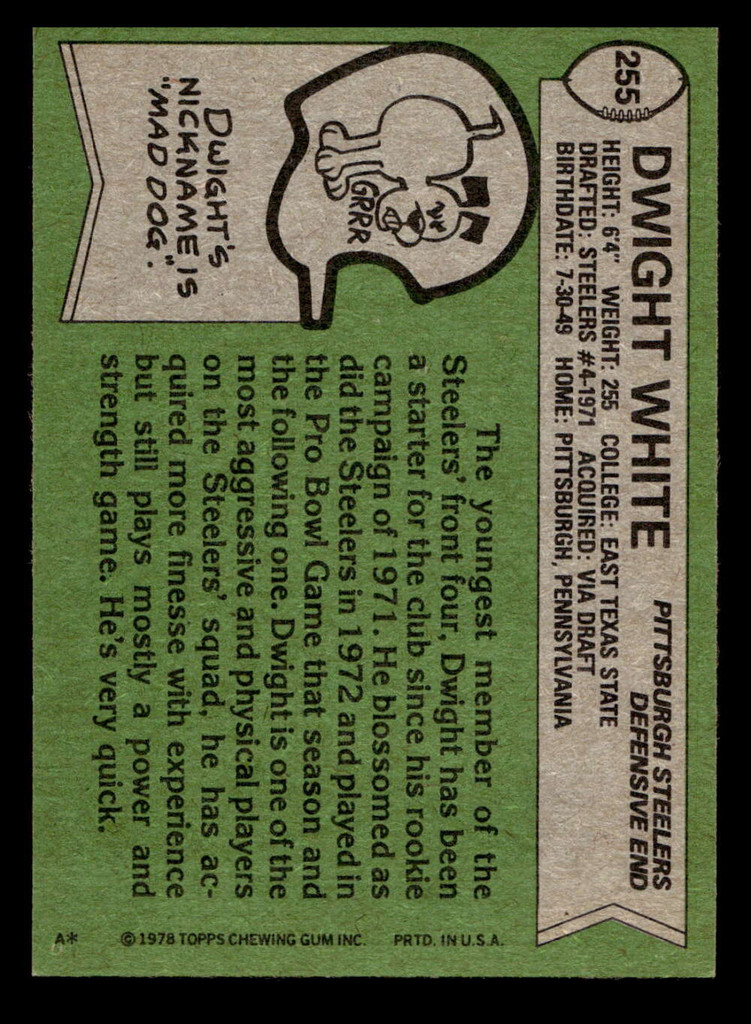 255
DWIGHT WHITE
PITTSBURGH STEELERS
DEFENSIVE END
HEIGHT: 6'4" WEIGHT: 255 COLLEGE: EAST TEXAS STATE
DRAFTED: STEELERS #4-1971 ACQUIRED: VIA DRAFT
BIRTHDATE: 7-30-49 HOME: PITTSBURGH, PENNSYLVANIA
GRRR
DWIGHT'S
NICKNAME IS
"MAD DOG".
The youngest member of the
Steelers' front four, Dwight has been
a starter for the club since his rookie
campaign of 1971. He blossomed as
did the Steelers in 1972 and played in
the Pro Bowl Game that season and
the following one. Dwight is one of the
most aggressive and physical players
on the Steelers' squad, he has ac-
quired more finesse with experience
but still plays mostly a power and
strength game. He's very quick.
A*
© 1978 TOPPS CHEWING GUM INC. PRTD. IN U.S.A.